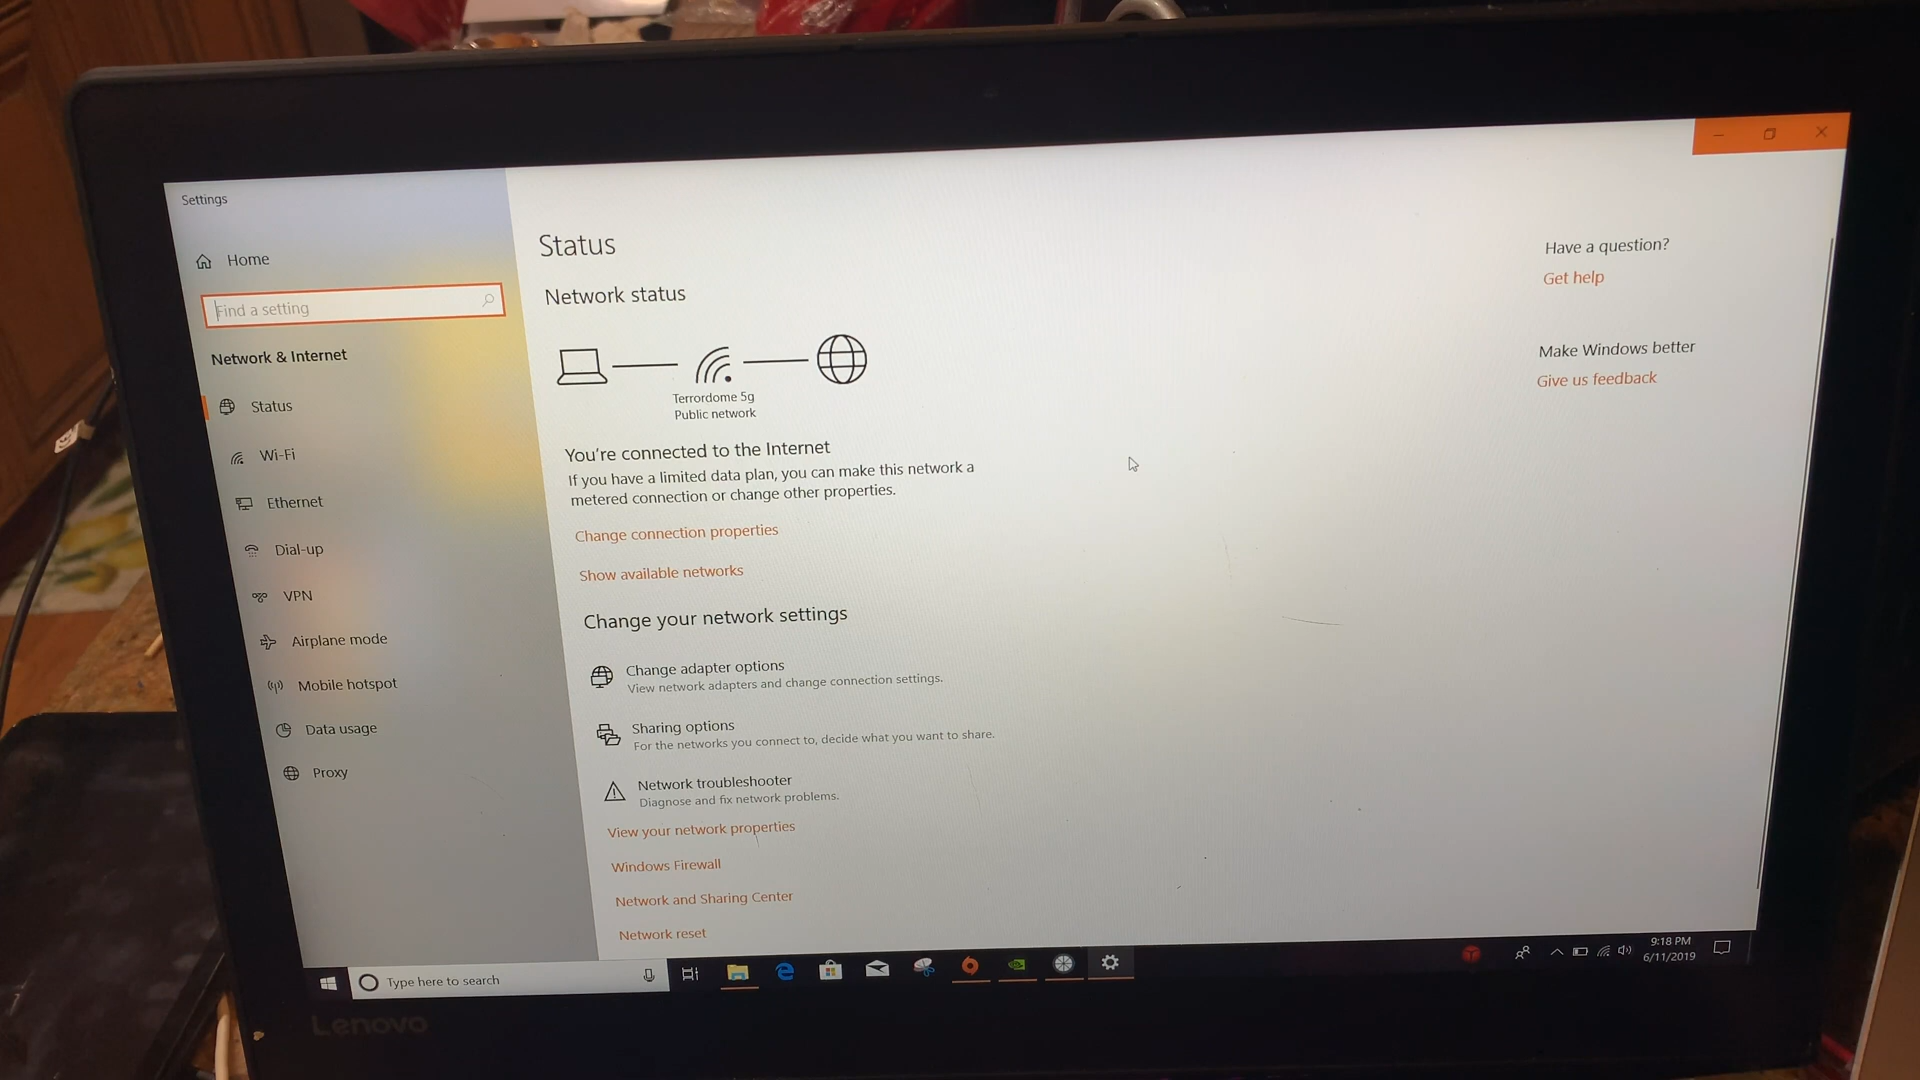 Settings
Home
Find a setting
Network & Internet
Status
Wi-Fi
Ethernet
Dial-up
VPN
Airplane mode
Mobile hotspot
Data usage
Proxy
Status
Network status
Terrordome 5g
Public network
You're connected to the Internet
If you have a limited data plan, you can make this network a
metered connection or change other properties.
Change connection properties
Show available networks
Change your network settings
Change adapter options
View network adapters and change connection settings.
Sharing options
For the networks you connect to, decide what you want to share.
Network troubleshooter
Diagnose and fix network problems.
View your network properties
Windows Firewall
Network and Sharing Center
Network reset
Have a question?
Get help
Make Windows better
Give us feedback
Type here to search
9:18 PM
6/11/2019
Lenovo